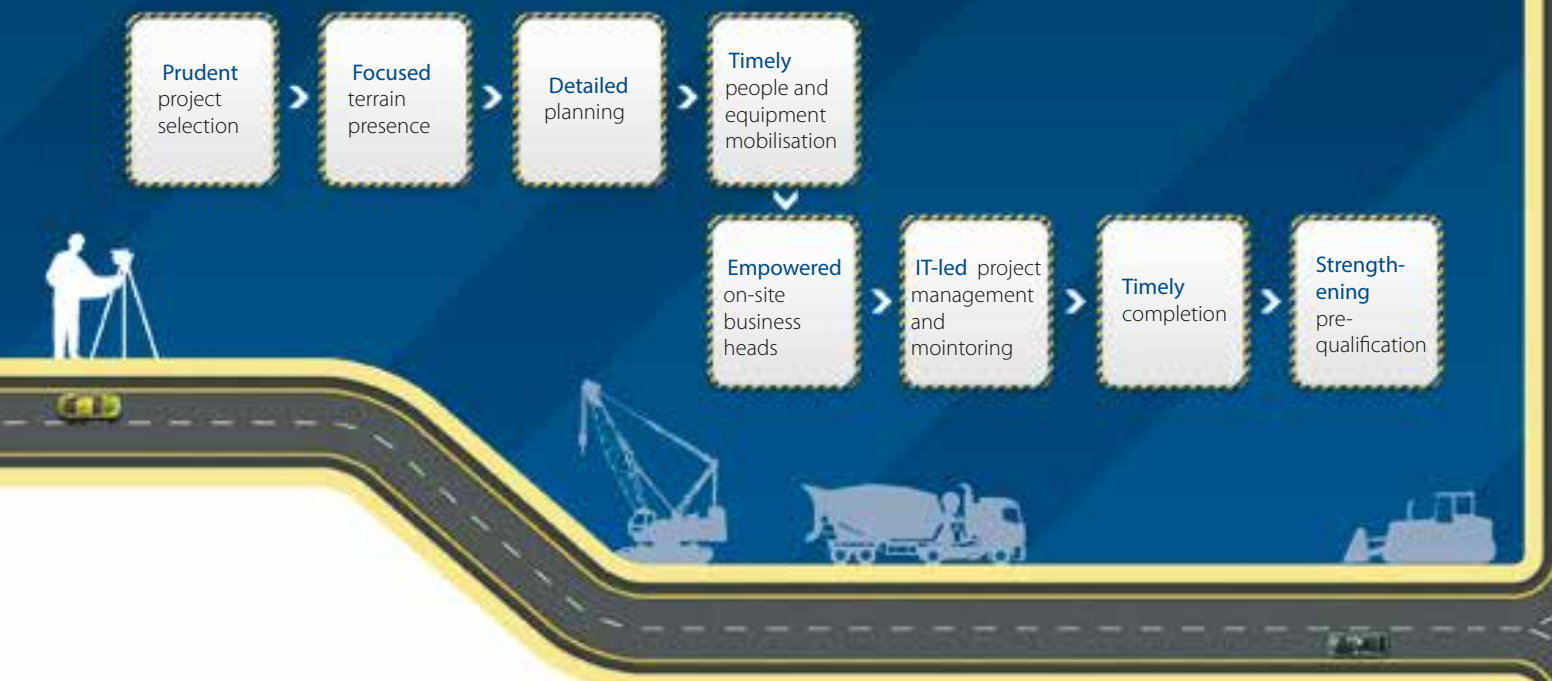 Prudent
project
selection
Focused
terrain
presence
Detailed
planning
Timely
people and
equipment
mobilisation
Empowered
on-site
business
heads
IT-led project
management
and
mointoring
Timely
completion
Strength-
ening
pre-
qualification